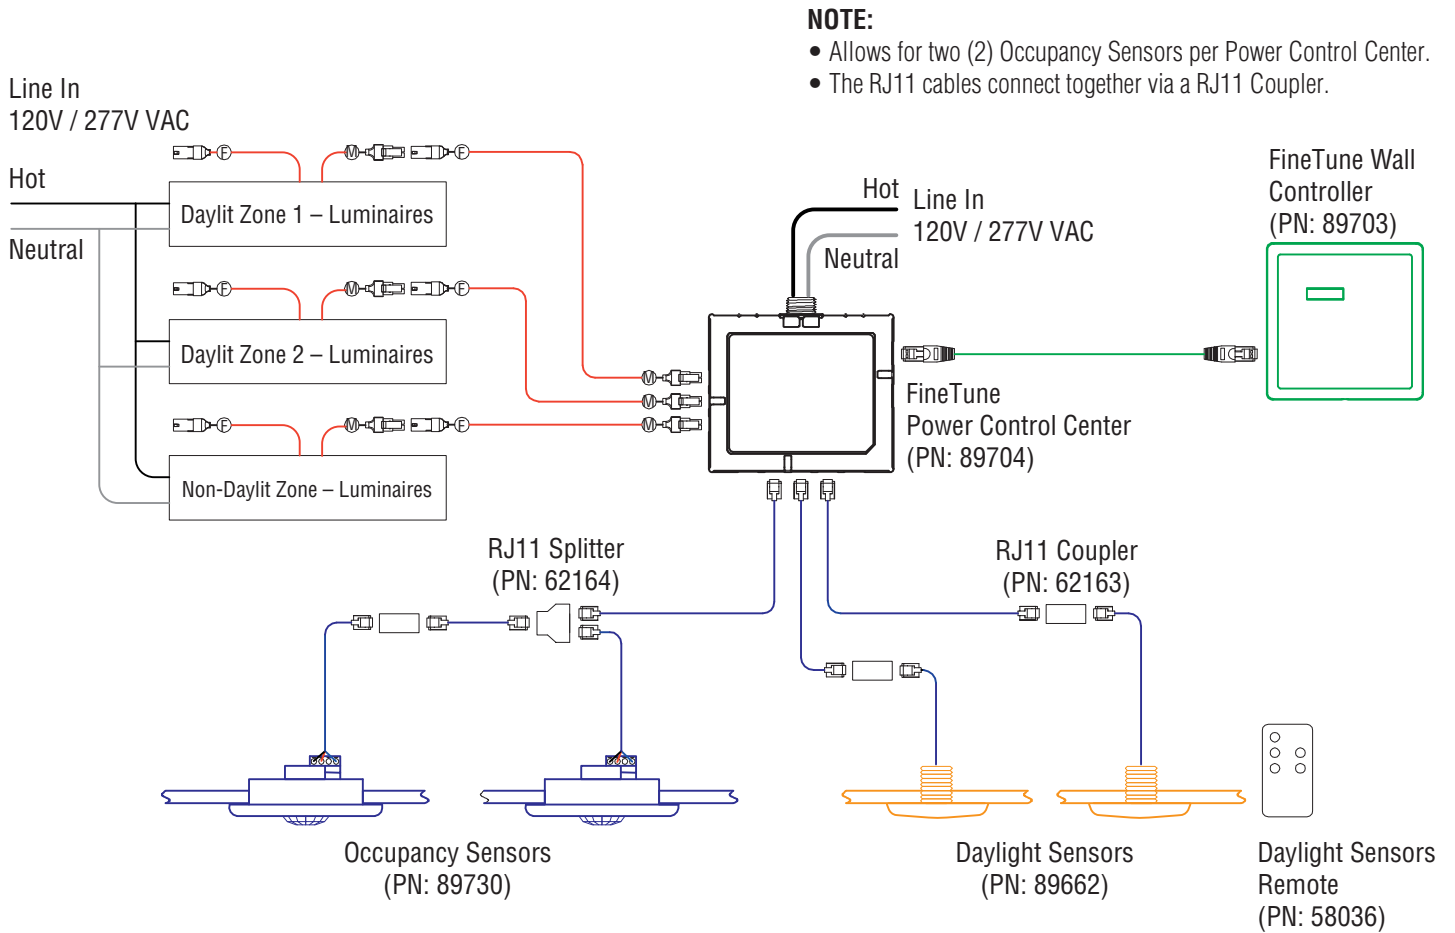 NOTE:
• Allows for two (2) Occupancy Sensors per Power Control Center.
• The RJ11 cables connect together via a RJ11 Coupler.
Line In
120V / 277V VAC
Hot
Neutral
F
M
F
Daylit Zone 1 – Luminaires
F
M
F
Daylit Zone 2 – Luminaires
F
M
F
Non-Daylit Zone – Luminaires
M
M
M
Hot
Neutral
Line In
120V / 277V VAC
FineTune Wall
Controller
(PN: 89703)
FineTune
Power Control Center
(PN: 89704)
RJ11 Splitter
(PN: 62164)
RJ11 Coupler
(PN: 62163)
Occupancy Sensors
(PN: 89730)
Daylight Sensors
(PN: 89662)
Daylight Sensors
Remote
(PN: 58036)